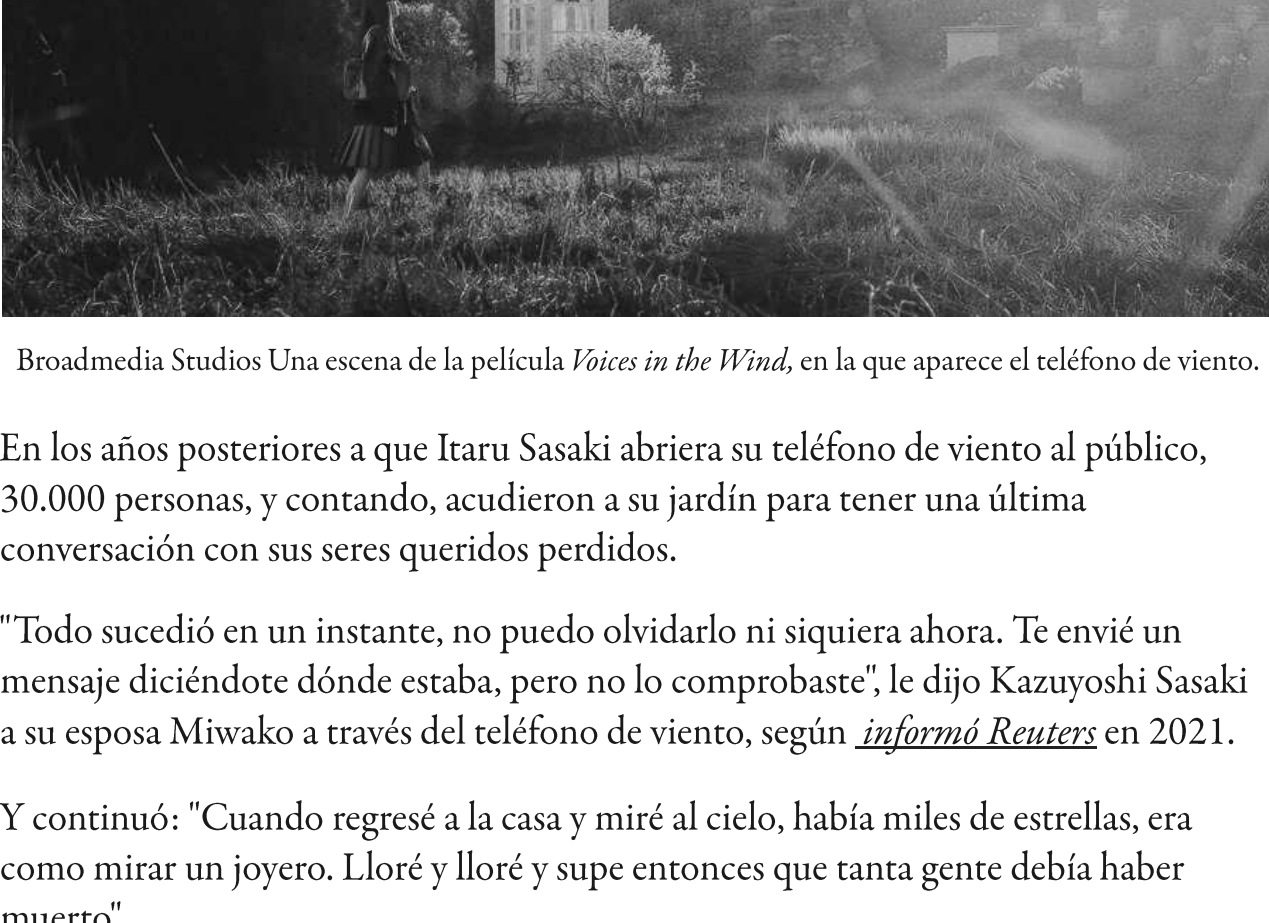 Broadmedia Studios Una escena de la película Voices in the Wind, en la que aparece el teléfono de viento.
En los años posteriores a que Itaru Sasaki abriera su teléfono de viento al público,
30.000 personas, y contando, acudieron a su jardín para tener una última
conversación con sus seres queridos perdidos.
"Todo sucedió en un instante, no puedo olvidarlo ni siquiera ahora. Te envié un
mensaje diciéndote dónde estaba, pero no lo comprobaste", le dijo Kazuyoshi Sasaki
a su esposa Miwako a través del teléfono de viento, según informó Reuters en 2021.
Y continuó: "Cuando regresé a la casa y miré al cielo, había miles de estrellas, era
como mirar un joyero. Lloré y lloré y supe entonces que tanta gente debía haber
muerto"